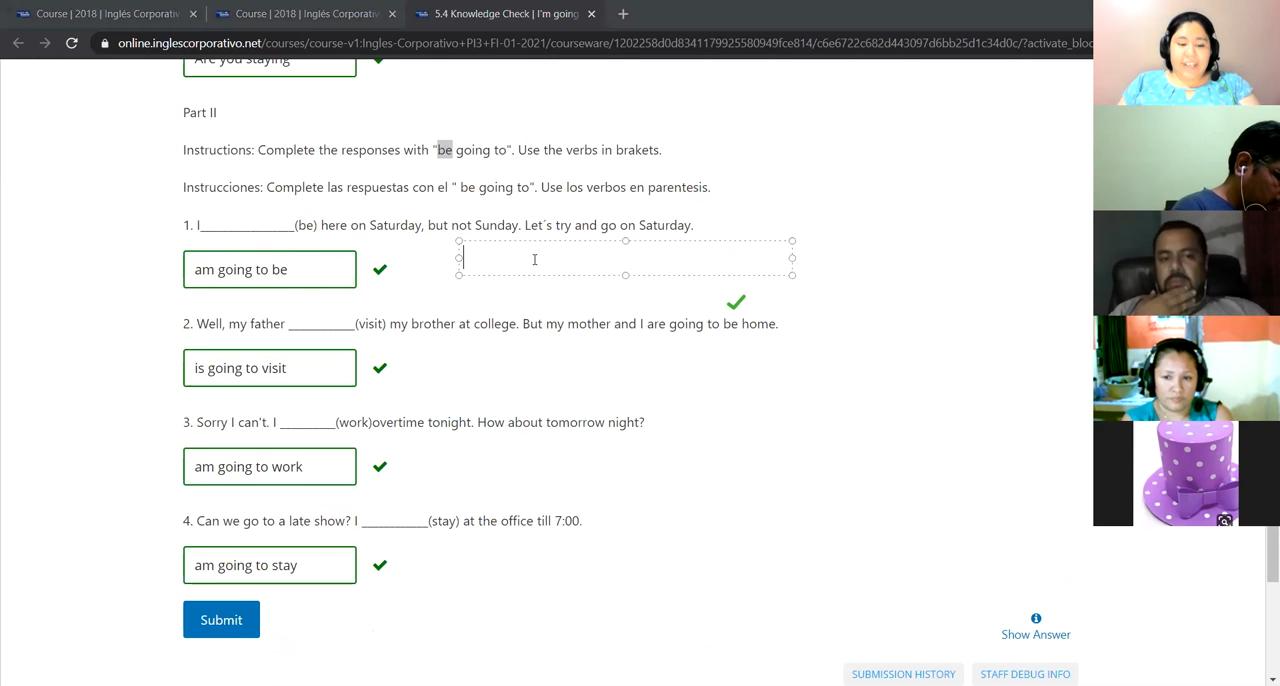 Course | 2018 | Inglés Corporativ
Course | 2018 | Inglés Corporativ
5.4 Knowledge Check | I'm going
online.inglescorporativo.net/courses/course-v1:Ingles-Corporativo+PI3+FI-01-2021/courseware/1202258d0d8341179925580949fce814/c6e6722c682d443097d6bb25d1c34d0c/?activate_bloc
Are you staying
Part II
Instructions: Complete the responses with "be going to". Use the verbs in brakets.
Instrucciones: Complete las respuestas con el " be going to". Use los verbos en parentesis.
1. I______________(be) here on Saturday, but not Sunday. Let´s try and go on Saturday.
am going to be
2. Well, my father __________(visit) my brother at college. But my mother and I are going to be home.
is going to visit
3. Sorry I can't. I ________(work)overtime tonight. How about tomorrow night?
am going to work
4. Can we go to a late show? I __________(stay) at the office till 7:00.
am going to stay
Submit
Show Answer
SUBMISSION HISTORY
STAFF DEBUG INFO